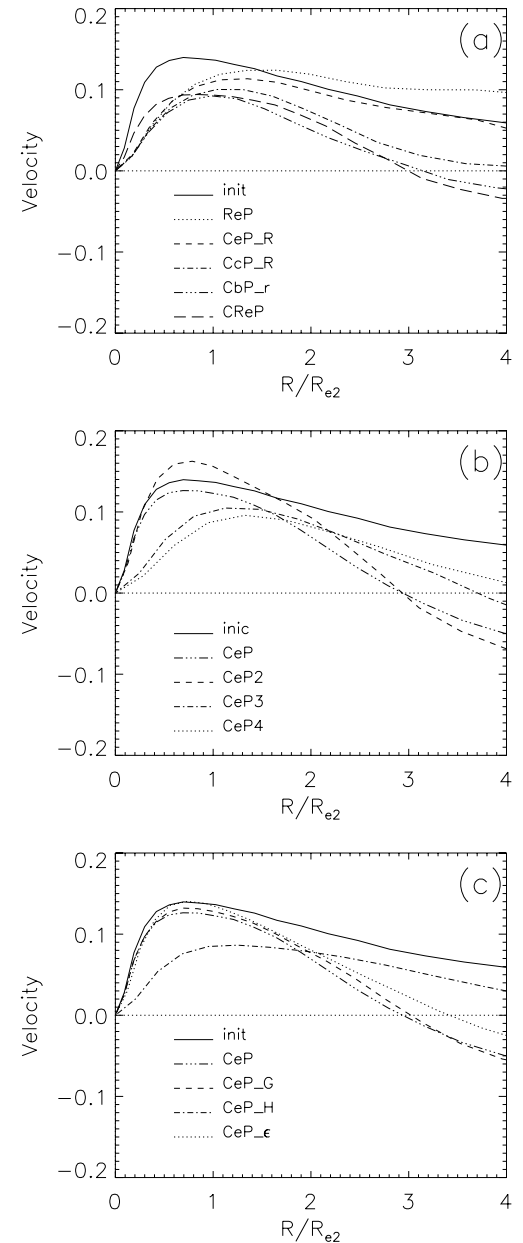 0.2
(a)
0.1
Velocity
0.0
init
ReP
CeP_R
-0.1
CcP_R
CbP_r
CReP
-0.2
0 1 2 3 4
R/Re2
0.2
(b)
0.1
Velocity
0.0
inic
CeP
-0.1
CeP2
CeP3
CeP4
-0.2
0 1 2 3 4
R/Re2
0.2
(c)
0.1
Velocity
0.0
init
CeP
-0.1
CeP_G
CeP_H
CeP_ϵ
-0.2
0 1 2 3 4
R/Re2